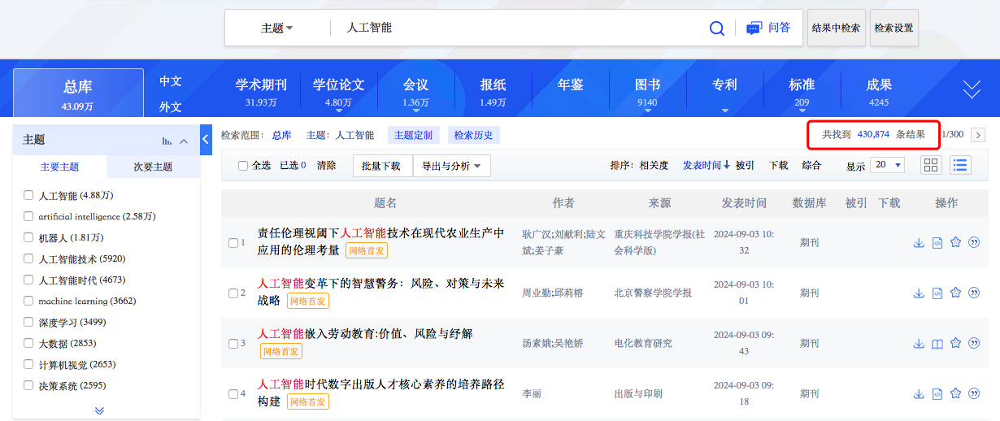 主题 人工智能 问答 结果中检索 检索设置
总库 中文 学术期刊 学位论文 会议 报纸 年鉴 图书 专利 标准 成果
43.09万 外文 31.93万 4.80万 1.36万 1.49万 9140 209 4245
主题
主要主题 次要主题
人工智能 (4.88万)
artificial intelligence (2.58万)
机器人 (1.81万)
人工智能技术 (5920)
人工智能时代 (4673)
machine learning (3662)
深度学习 (3499)
大数据 (2853)
计算机视觉 (2653)
决策系统 (2595)
检索范围: 总库 主题: 人工智能 主题定制 检索历史 共找到 430,874 条结果 1/300
全选 已选 0 清除 批量下载 导出与分析 排序: 相关度 发表时间 被引 下载 综合 显示 20
题名 作者 来源 发表时间 数据库 被引 下载 操作
1 责任伦理视阈下人工智能技术在现代农业生产中
应用的伦理考量 网络首发
耿广汉;刘献利;陆文
斌;姜子豪
重庆科技学院学报(社
会科学版)
2024-09-03 10:
32
期刊
2 人工智能变革下的智慧警务：风险、对策与未来
战略 网络首发
周业勤;邱莉榕
北京警察学院学报
2024-09-03 10:
01
期刊
3 人工智能嵌入劳动教育:价值、风险与纾解
网络首发
汤素娥;吴艳娇
电化教育研究
2024-09-03 09:
43
期刊
4 人工智能时代数字出版人才核心素养的培养路径
构建 网络首发
李丽
出版与印刷
2024-09-03 09:
18
期刊